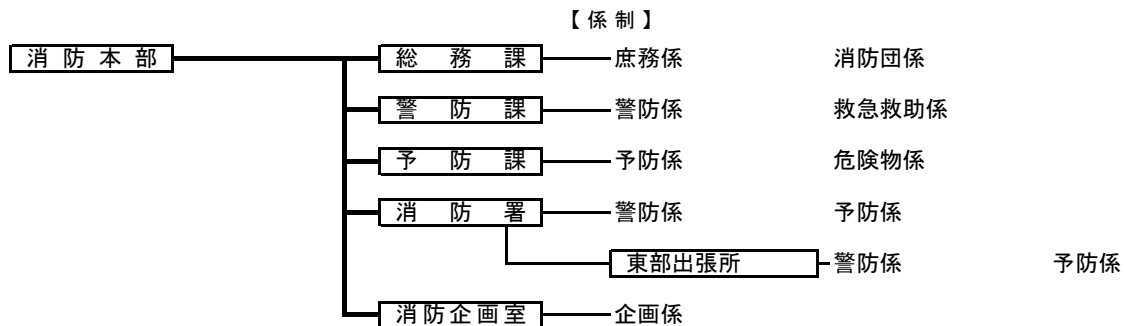 【係制】
消防本部 総務課 庶務係 消防団係
警防課 警防係 救急救助係
予防課 予防係 危険物係
消防署 警防係 予防係
東部出張所 警防係 予防係
消防企画室 企画係